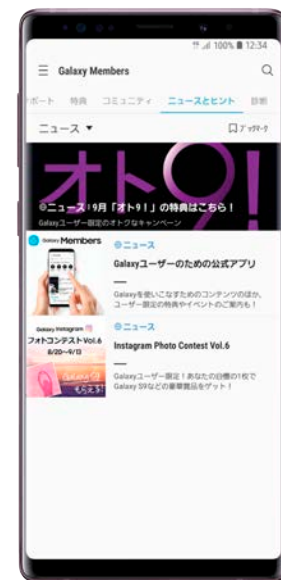 100% 12:34
Galaxy Members
ポート 特典 コミュニティ ニュースとヒント 診断
ニュース ブックマーク
オト9!
ニュース:9月「オト9!」の特典はこちら!
Galaxyユーザー限定のオトクなキャンペーン
Galaxy Members
ニュース
Galaxyユーザーのための公式アプリ
Galaxyを使いこなすためのコンテンツのほか、
ユーザー限定の特典やイベントのご案内も!
Galaxy Instagram
フォトコンテスト Vol.6
8/20~9/13
もらえる!
ニュース
Instagram Photo Contest Vol.6
Galaxyユーザー限定!あなたの自慢の1枚で
Galaxy S9などの豪華賞品をゲット!